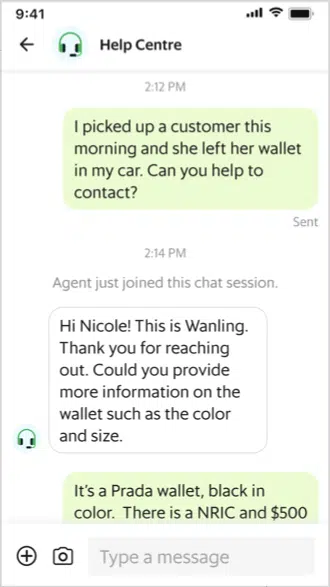 9:41
Help Centre
2:12 PM
I picked up a customer this
morning and she left her wallet
in my car. Can you help to
contact?
Sent
2:14 PM
Agent just joined this chat session.
Hi Nicole! This is Wanling.
Thank you for reaching
out. Could you provide
more information on the
wallet such as the color
and size.
It's a Prada wallet, black in
color.  There is a NRIC and $500
Type a message